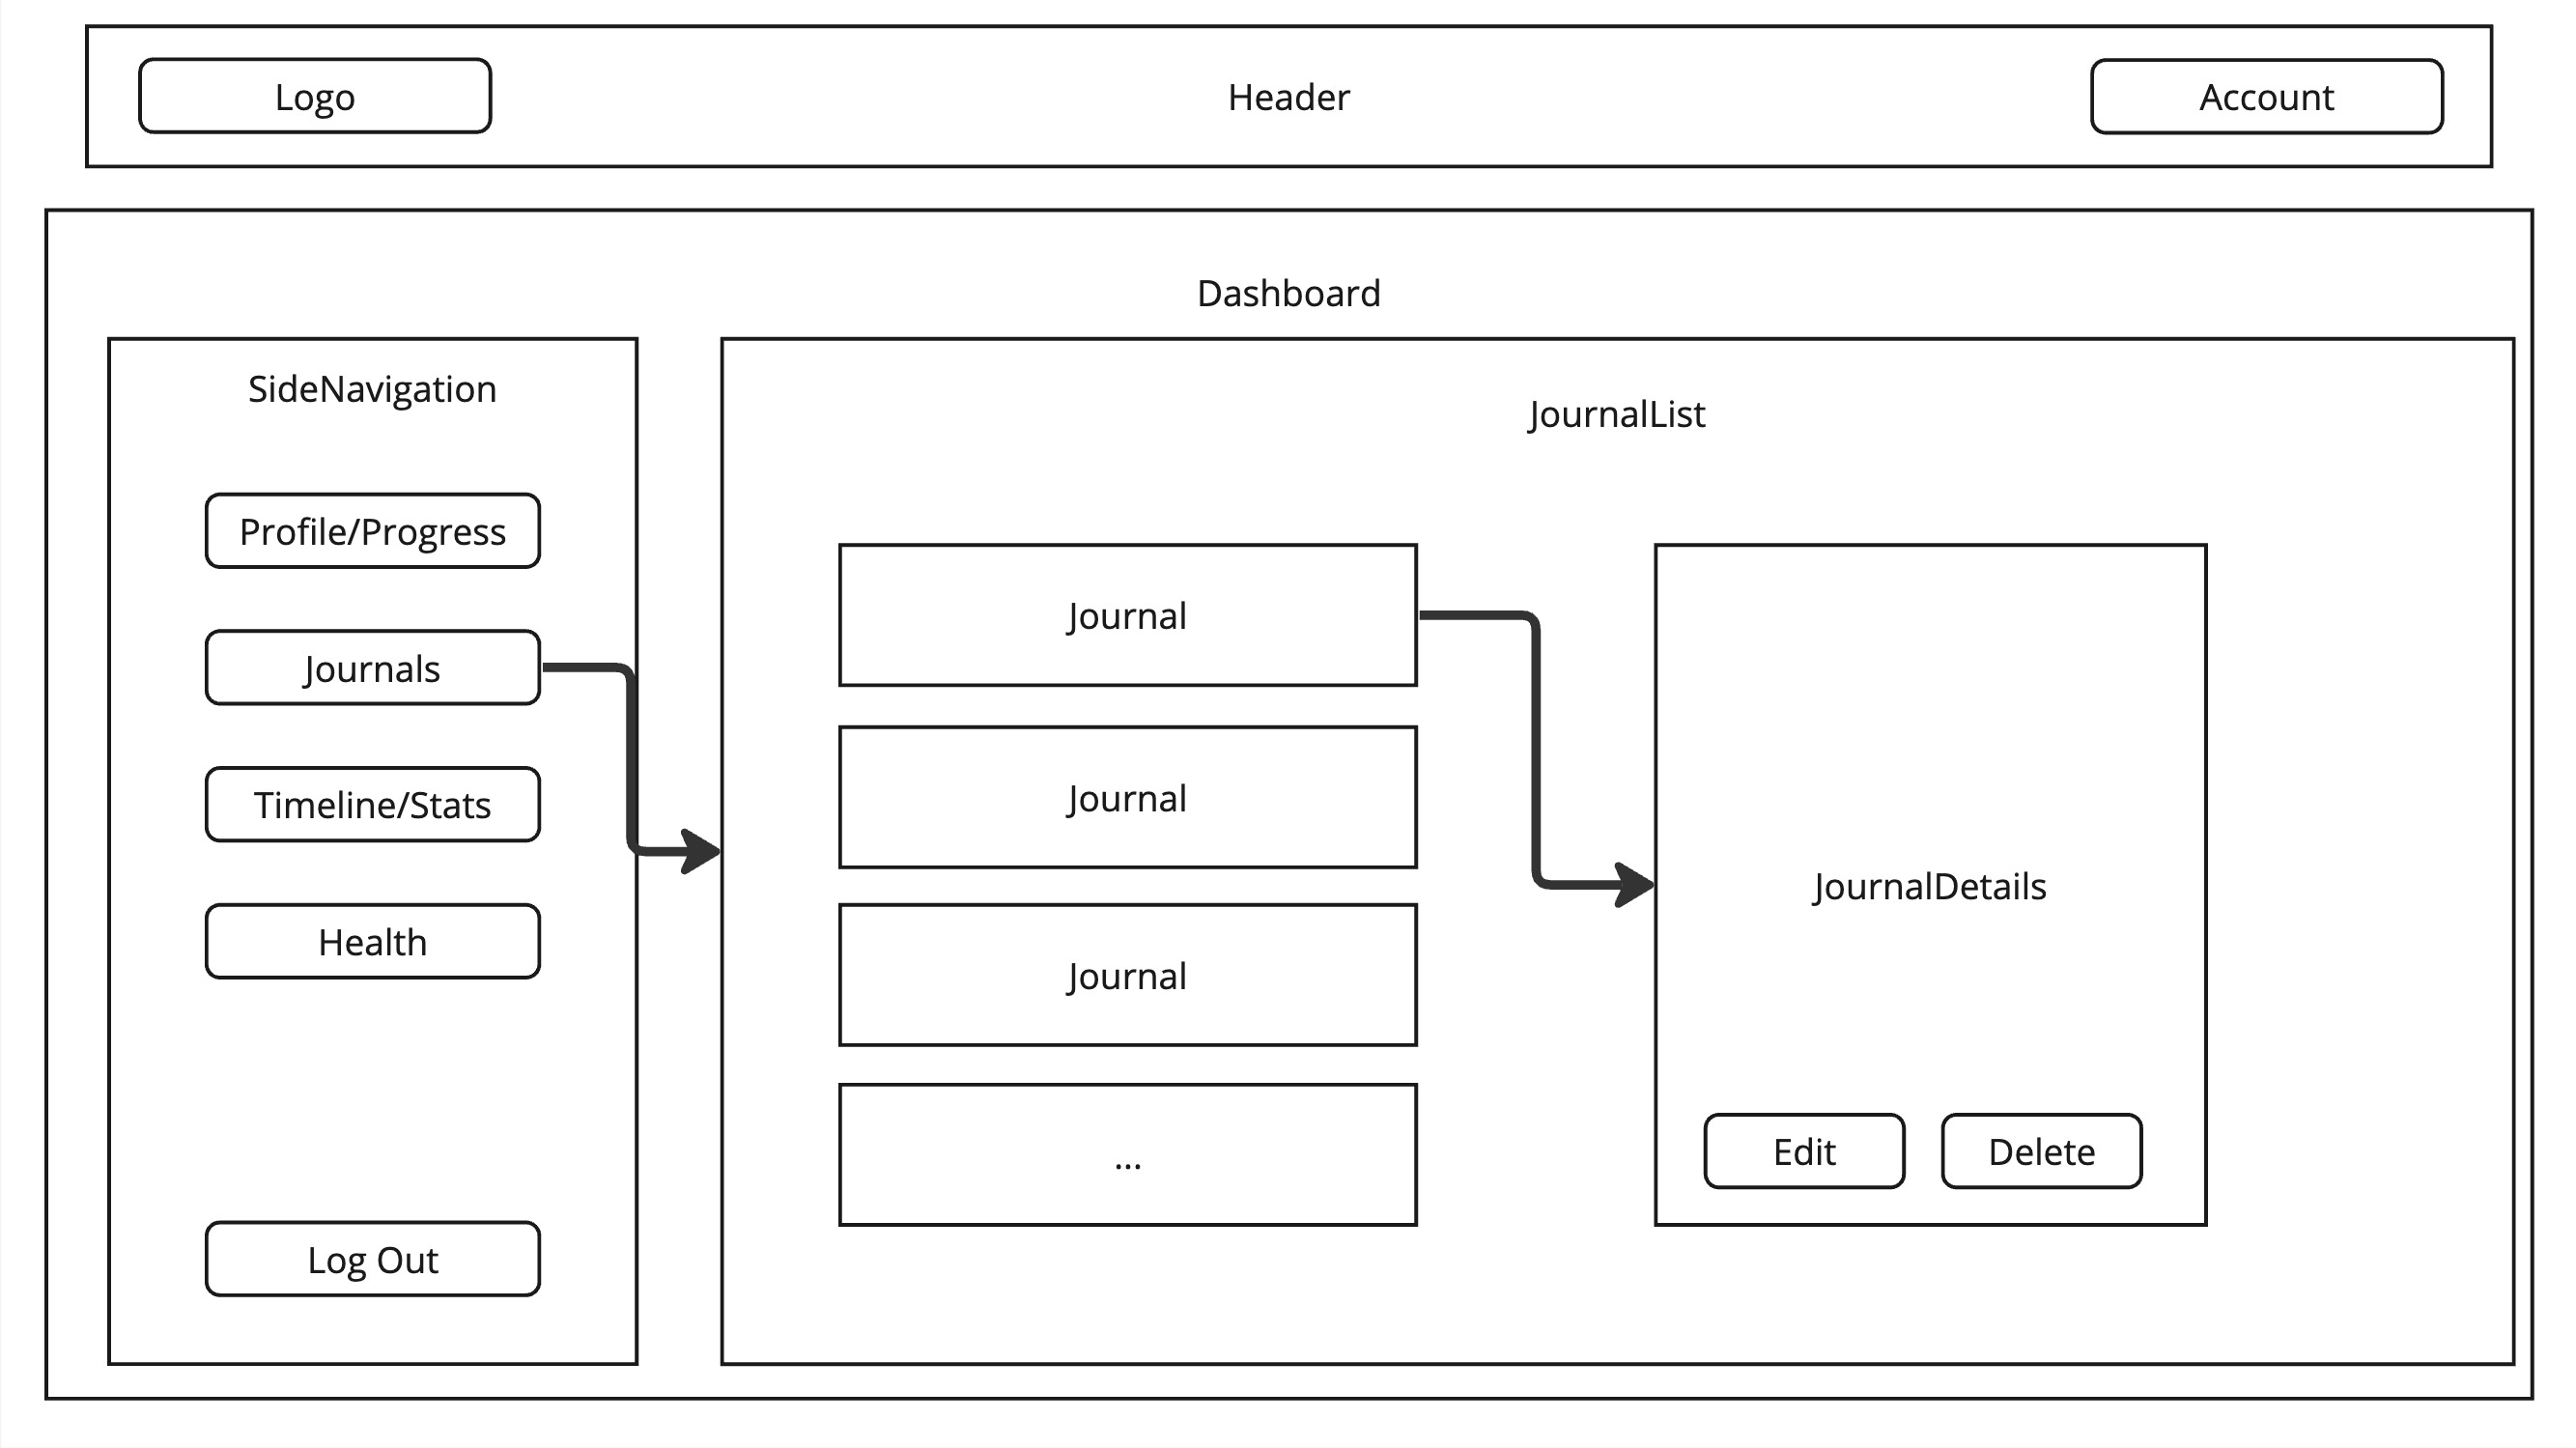 Logo
Header
Account
Dashboard
SideNavigation
Profile/Progress
Journals
Timeline/Stats
Health
Log Out
JournalList
Journal
Journal
Journal
...
JournalDetails
Edit
Delete